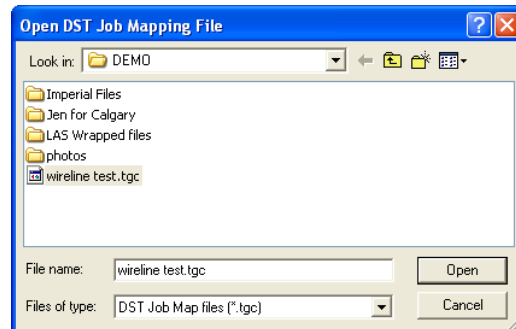 Open DST Job Mapping File
Look in: DEMO
Imperial Files
Jen for Calgary
LAS Wrapped files
photos
wireline test.tgc
File name: wireline test.tgc Open
Files of type: DST Job Map files (*.tgc) Cancel